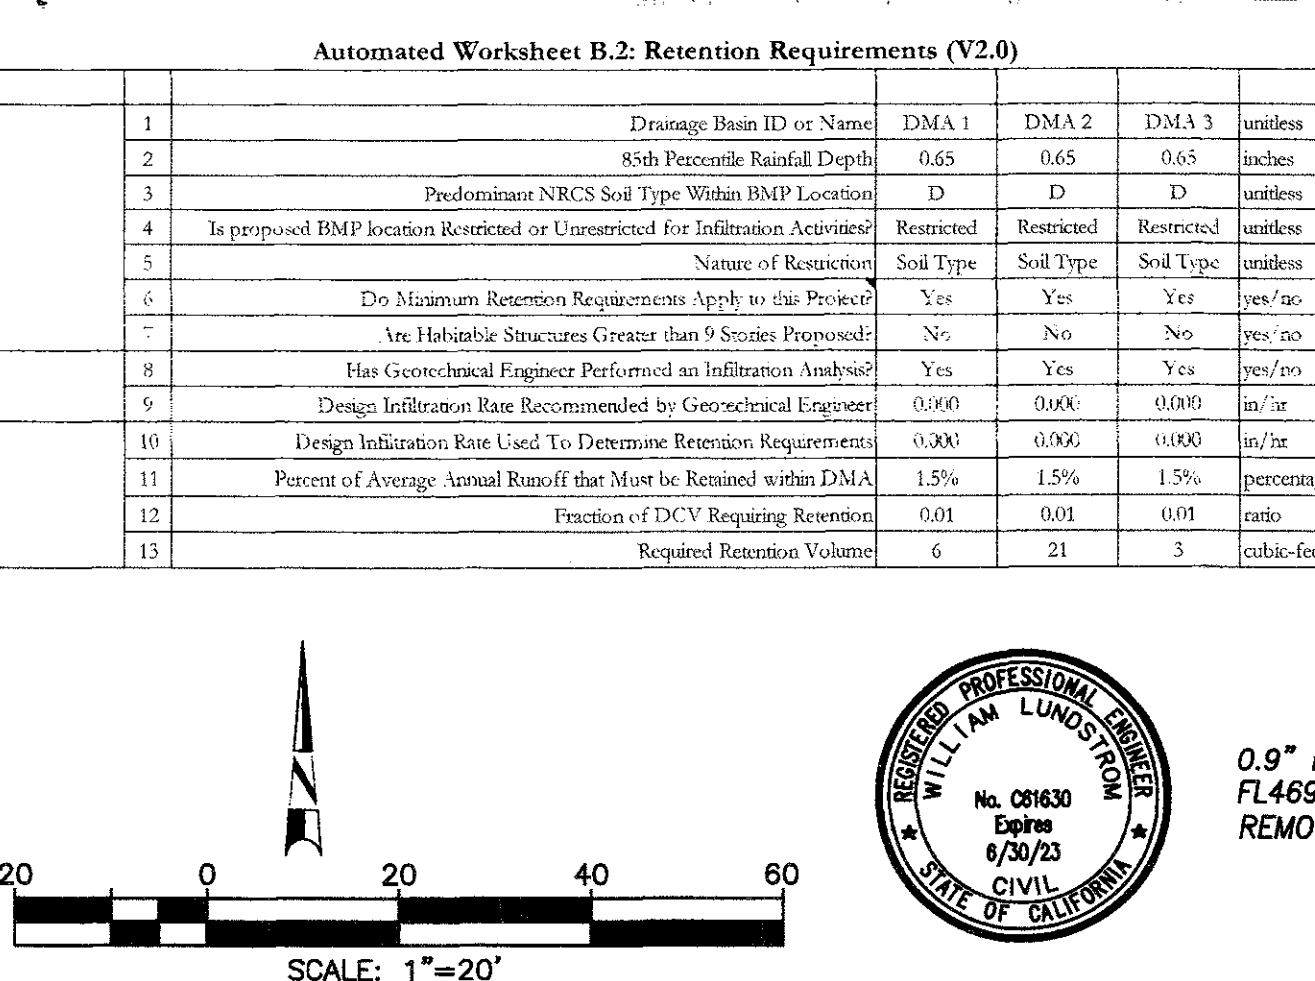 Automated Worksheet B.2: Retention Requirements (V2.0)
1 Drainage Basin ID or Name DMA 1 DMA 2 DMA 3 unitless
2 85th Percentile Rainfall Depth 0.65 0.65 0.65 inches
3 Predominant NRCS Soil Type Within BMP Location D D D unitless
4 Is proposed BMP location Restricted or Unrestricted for Infiltration Activities? Restricted Restricted Restricted unitless
5 Nature of Restriction Soil Type Soil Type Soil Type unitless
6 Do Minimum Retention Requirements Apply to this Project? Yes Yes Yes yes/no
7 Are Habitable Structures Greater than 9 Stories Proposed? No No No yes/no
8 Has Geotechnical Engineer Performed an Infiltration Analysis? Yes Yes Yes yes/no
9 Design Infiltration Rate Recommended by Geotechnical Engineer 0.000 0.000 0.000 in/hr
10 Design Infiltration Rate Used To Determine Retention Requirements 0.000 0.000 0.000 in/hr
11 Percent of Average Annual Runoff that Must be Retained within DMA 1.5% 1.5% 1.5% percenta
12 Fraction of DCV Requiring Retention 0.01 0.01 0.01 ratio
13 Required Retention Volume 6 21 3 cubic-fee
REGISTERED PROFESSIONAL ENGINEER
WILLIAM LUNDSTROM
No. C61630
Expires
6/30/23
CIVIL
STATE OF CALIFORNIA
0.9"
FL469
REMO
20 0 20 40 60
SCALE: 1"=20'